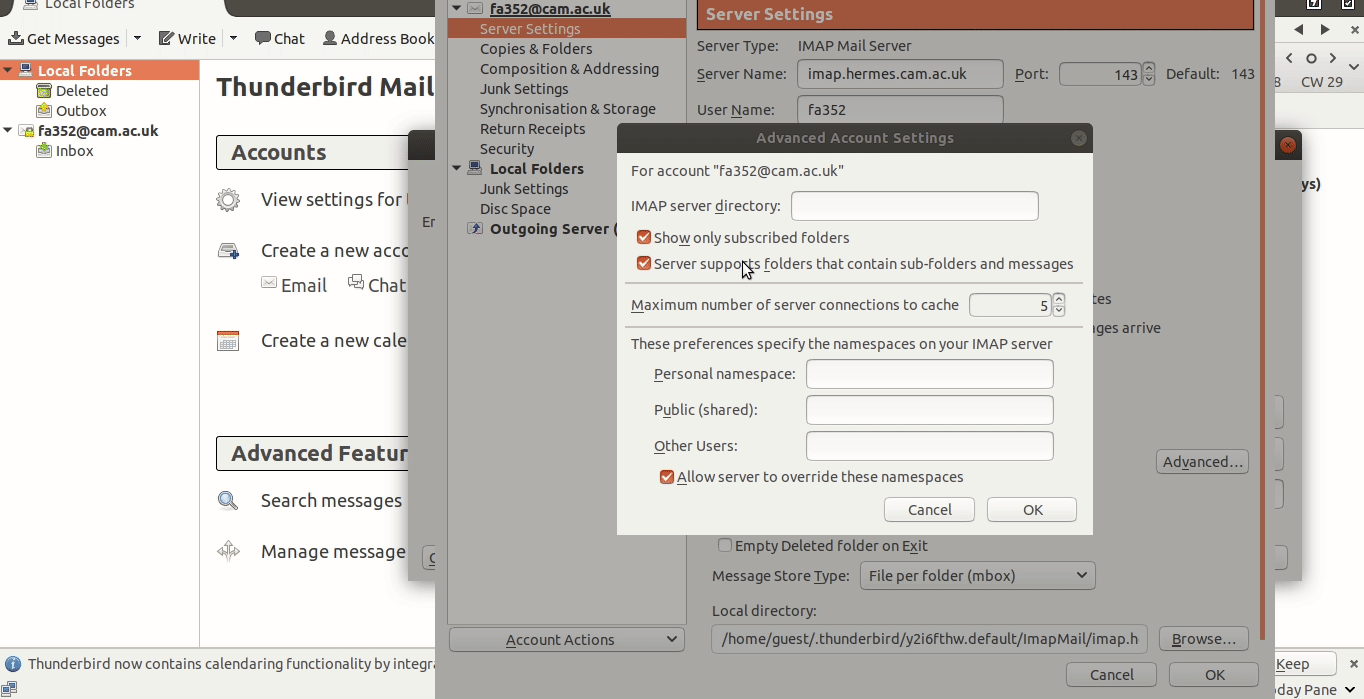 Local Folders
Get Messages
Write
Chat
Address Book
Local Folders
Deleted
Outbox
fa352@cam.ac.uk
Inbox
Thunderbird Mail
Accounts
View settings for
Create a new acco
Email
Chat
Create a new cale
Advanced Featur
Search messages
Manage message
fa352@cam.ac.uk
Server Settings
Copies & Folders
Composition & Addressing
Junk Settings
Synchronisation & Storage
Return Receipts
Security
Local Folders
Junk Settings
Disc Space
Outgoing Server (
Account Actions
Server Settings
Server Type: IMAP Mail Server
Server Name: imap.hermes.cam.ac.uk Port: 143 Default: 143
User Name: fa352
Advanced Account Settings
For account "fa352@cam.ac.uk"
IMAP server directory:
Show only subscribed folders
Server supports folders that contain sub-folders and messages
Maximum number of server connections to cache 5
These preferences specify the namespaces on your IMAP server
Personal namespace:
Public (shared):
Other Users:
Allow server to override these namespaces
Cancel OK
tes
ges arrive
Advanced...
Empty Deleted folder on Exit
Message Store Type: File per folder (mbox)
Local directory:
/home/guest/.thunderbird/y2i6fthw.default/ImapMail/imap.h Browse...
Cancel OK
8 CW 29
ys)
Er
Thunderbird now contains calendaring functionality by integra
Keep
day Pane